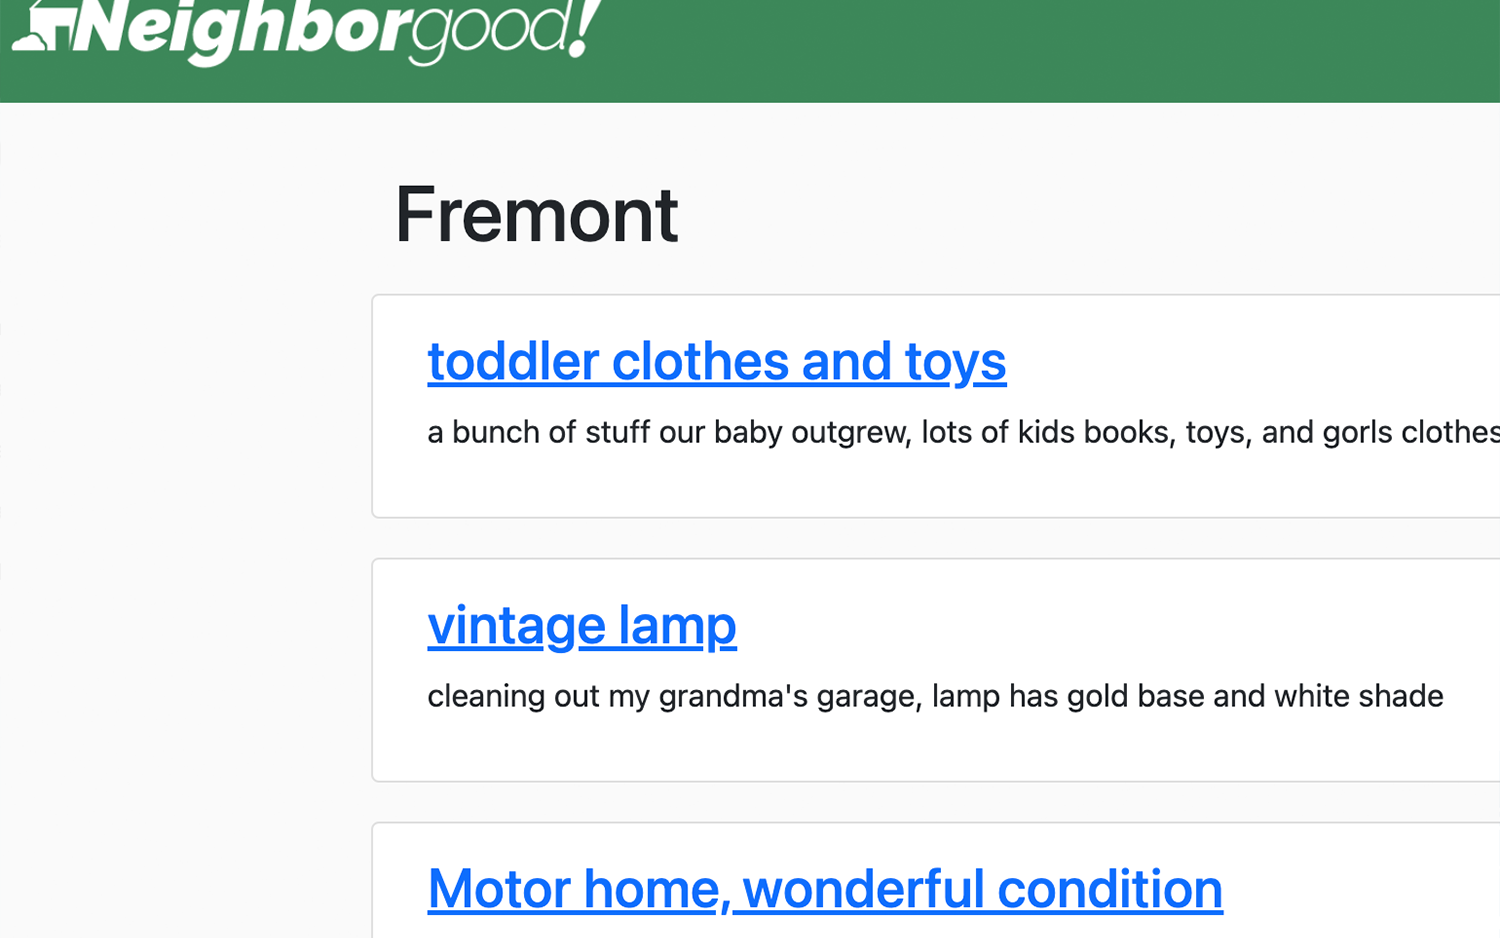 Neighborgood!
Fremont
toddler clothes and toys
a bunch of stuff our baby outgrew, lots of kids books, toys, and gorls clothes
vintage lamp
cleaning out my grandma's garage, lamp has gold base and white shade
Motor home, wonderful condition